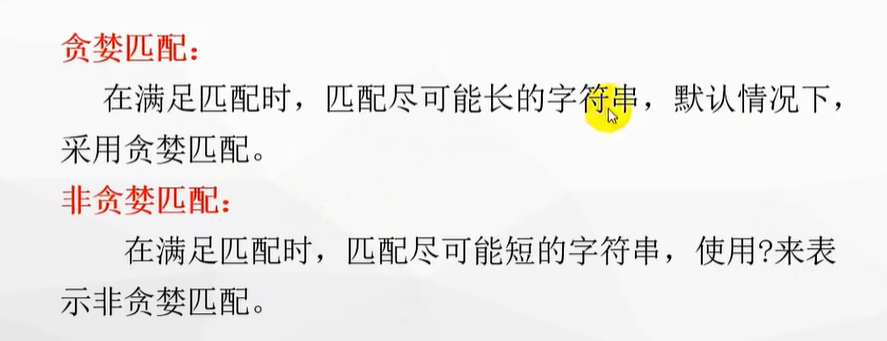 贪婪匹配：
在满足匹配时，匹配尽可能长的字符串，默认情况下，
采用贪婪匹配。
非贪婪匹配：
在满足匹配时，匹配尽可能短的字符串，使用?来表
示非贪婪匹配。